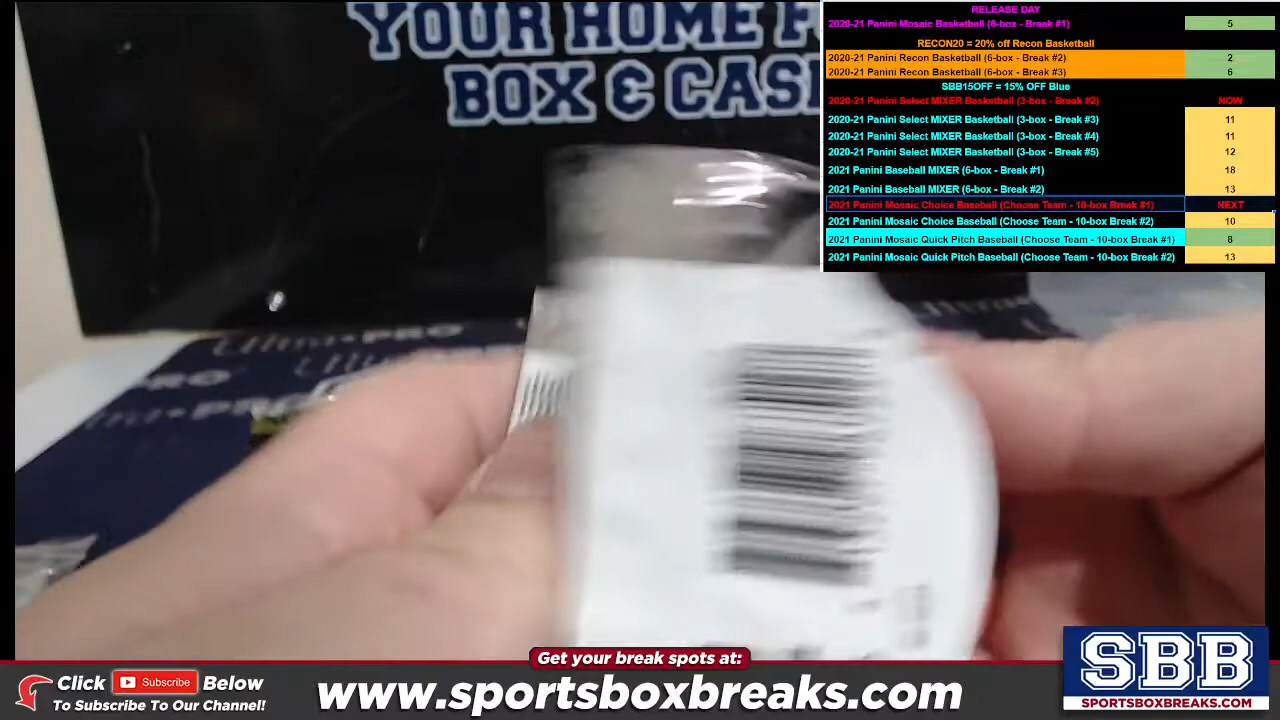 YOUR HOME F
BOX & CAS
RELEASE DAY
2020-21 Panini Mosaic Basketball (6-box - Break #1) 5
RECON20 = 20% off Recon Basketball
2020-21 Panini Recon Basketball (6-box - Break #2) 2
2020-21 Panini Recon Basketball (6-box - Break #3) 6
SBB15OFF = 15% OFF Blue
2020-21 Panini Select MIXER Basketball (3-box - Break #2) NOW
2020-21 Panini Select MIXER Basketball (3-box - Break #3) 11
2020-21 Panini Select MIXER Basketball (3-box - Break #4) 11
2020-21 Panini Select MIXER Basketball (3-box - Break #5) 12
2021 Panini Baseball MIXER (6-box - Break #1) 18
2021 Panini Baseball MIXER (6-box - Break #2) 13
2021 Panini Mosaic Choice Baseball (Choose Team - 10-box Break #1) NEXT
2021 Panini Mosaic Choice Baseball (Choose Team - 10-box Break #2) 10
2021 Panini Mosaic Quick Pitch Baseball (Choose Team - 10-box Break #1) 8
2021 Panini Mosaic Quick Pitch Baseball (Choose Team - 10-box Break #2) 13
Ultra•PRO
PRO
Get your break spots at:
Click Subscribe Below
To Subscribe To Our Channel!
www.sportsboxbreaks.com
SBB
SPORTSBOXBREAKS.COM